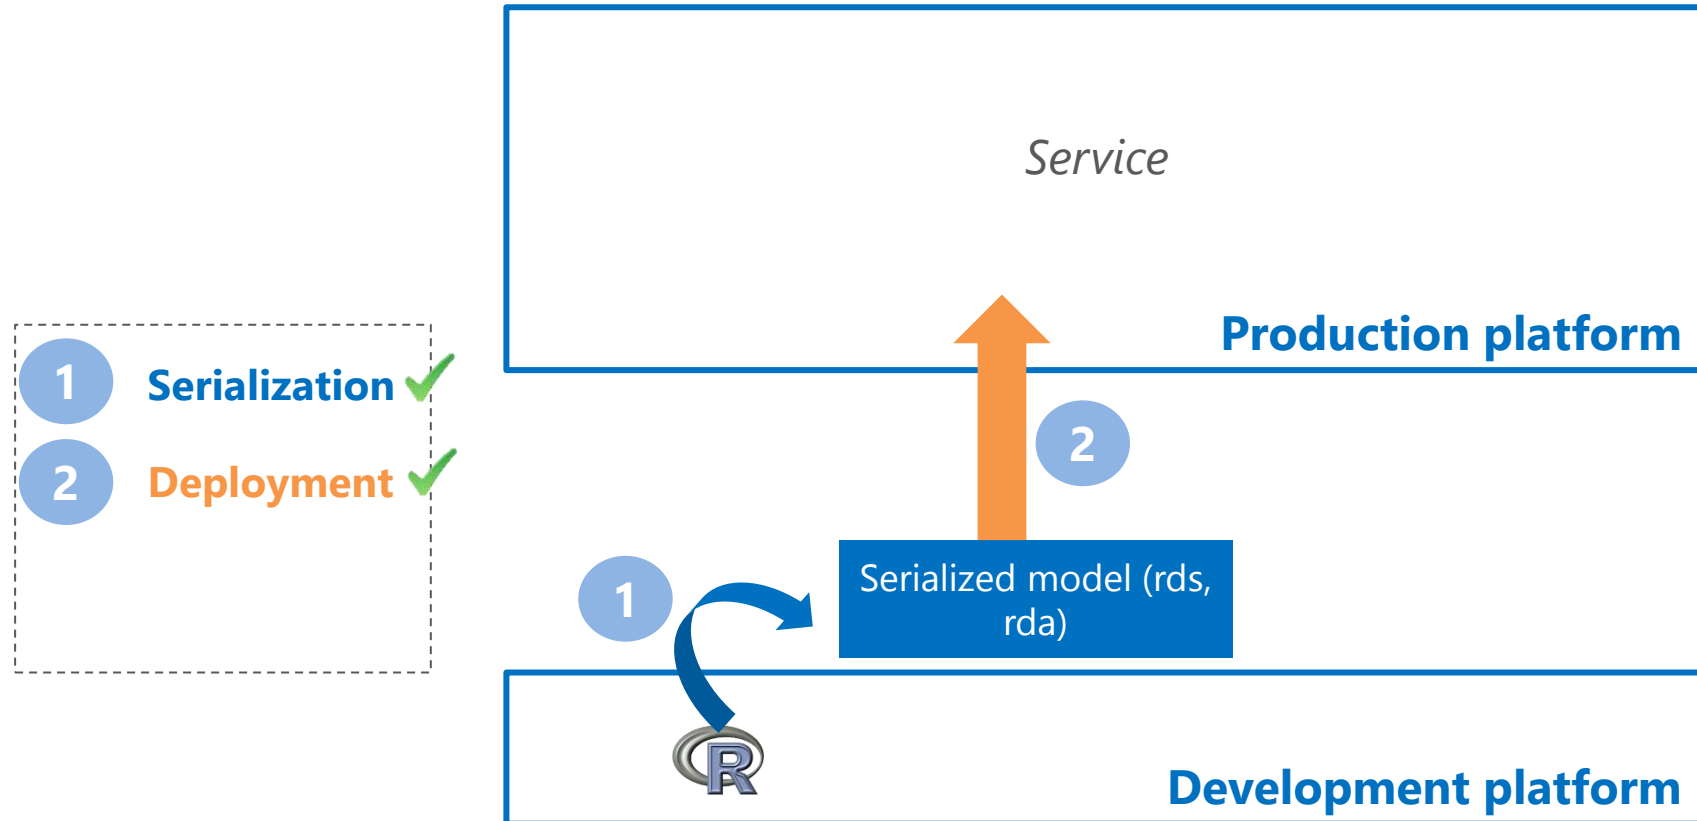 Service
Production platform
1 Serialization
2 Deployment
2
Serialized model (rds,
rda)
1
R
Development platform